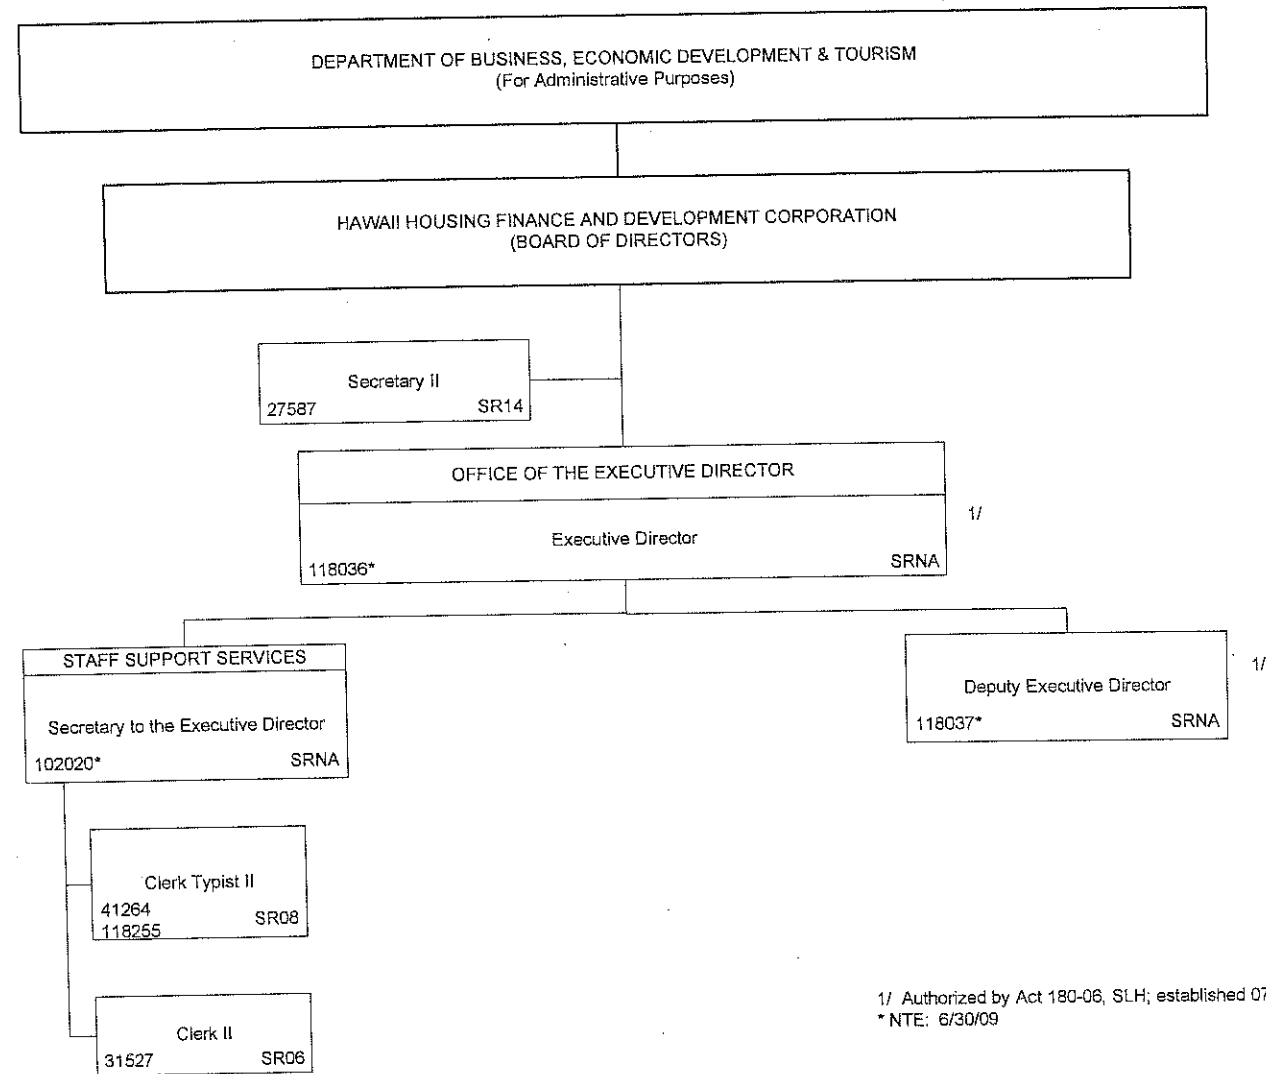 DEPARTMENT OF BUSINESS, ECONOMIC DEVELOPMENT & TOURISM
(For Administrative Purposes)
HAWAII HOUSING FINANCE AND DEVELOPMENT CORPORATION
(BOARD OF DIRECTORS)
Secretary II
27587 SR14
OFFICE OF THE EXECUTIVE DIRECTOR
1/
Executive Director
118036* SRNA
STAFF SUPPORT SERVICES
Secretary to the Executive Director
102020* SRNA
1/
Deputy Executive Director
118037* SRNA
Clerk Typist II
41264
118255 SR08
Clerk II
31527 SR06
1/ Authorized by Act 180-06, SLH; established 07
* NTE: 6/30/09